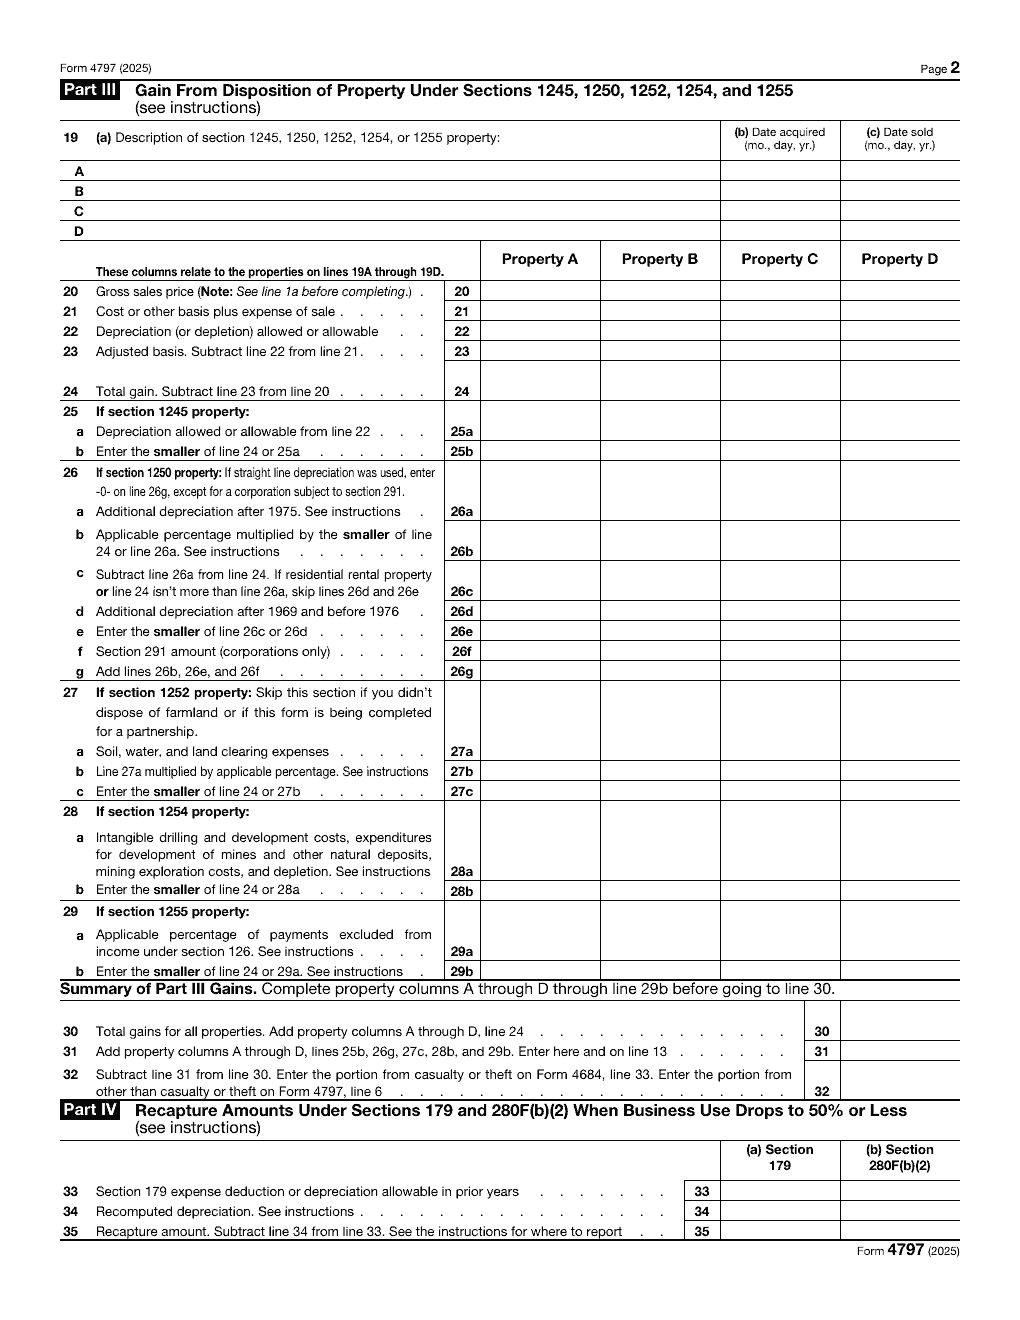 Form 4797 (2025) Page 2
Part III Gain From Disposition of Property Under Sections 1245, 1250, 1252, 1254, and 1255
(see instructions)
19 (a) Description of section 1245, 1250, 1252, 1254, or 1255 property: (b) Date acquired (mo., day, yr.) (c) Date sold (mo., day, yr.)
A
B
C
D
These columns relate to the properties on lines 19A through 19D. Property A Property B Property C Property D
20 Gross sales price (Note: See line 1a before completing.) . 20
21 Cost or other basis plus expense of sale . . . . . 21
22 Depreciation (or depletion) allowed or allowable . . 22
23 Adjusted basis. Subtract line 22 from line 21 . . . . 23
24 Total gain. Subtract line 23 from line 20 . . . . . 24
25 If section 1245 property:
a Depreciation allowed or allowable from line 22 . . . 25a
b Enter the smaller of line 24 or 25a . . . . . . 25b
26 If section 1250 property: If straight line depreciation was used, enter
-0- on line 26g, except for a corporation subject to section 291.
a Additional depreciation after 1975. See instructions . 26a
b Applicable percentage multiplied by the smaller of line
24 or line 26a. See instructions . . . . . . . 26b
c Subtract line 26a from line 24. If residential rental property
or line 24 isn't more than line 26a, skip lines 26d and 26e 26c
d Additional depreciation after 1969 and before 1976 . 26d
e Enter the smaller of line 26c or 26d . . . . . . 26e
f Section 291 amount (corporations only) . . . . . 26f
g Add lines 26b, 26e, and 26f . . . . . . . . 26g
27 If section 1252 property: Skip this section if you didn't
dispose of farmland or if this form is being completed
for a partnership.
a Soil, water, and land clearing expenses . . . . . 27a
b Line 27a multiplied by applicable percentage. See instructions 27b
c Enter the smaller of line 24 or 27b . . . . . . 27c
28 If section 1254 property:
a Intangible drilling and development costs, expenditures
for development of mines and other natural deposits,
mining exploration costs, and depletion. See instructions 28a
b Enter the smaller of line 24 or 28a . . . . . . 28b
29 If section 1255 property:
a Applicable percentage of payments excluded from
income under section 126. See instructions . . . . 29a
b Enter the smaller of line 24 or 29a. See instructions . 29b
Summary of Part III Gains. Complete property columns A through D through line 29b before going to line 30.
30 Total gains for all properties. Add property columns A through D, line 24 . . . . . . . . . . . . . 30
31 Add property columns A through D, lines 25b, 26g, 27c, 28b, and 29b. Enter here and on line 13 . . . . . . 31
32 Subtract line 31 from line 30. Enter the portion from casualty or theft on Form 4684, line 33. Enter the portion from
other than casualty or theft on Form 4797, line 6 . . . . . . . . . . . . . . . . . . . . 32
Part IV Recapture Amounts Under Sections 179 and 280F(b)(2) When Business Use Drops to 50% or Less
(see instructions)
(a) Section 179 (b) Section 280F(b)(2)
33 Section 179 expense deduction or depreciation allowable in prior years . . . . . . . 33
34 Recomputed depreciation. See instructions . . . . . . . . . . . . . . . . 34
35 Recapture amount. Subtract line 34 from line 33. See the instructions for where to report . . 35
Form 4797 (2025)